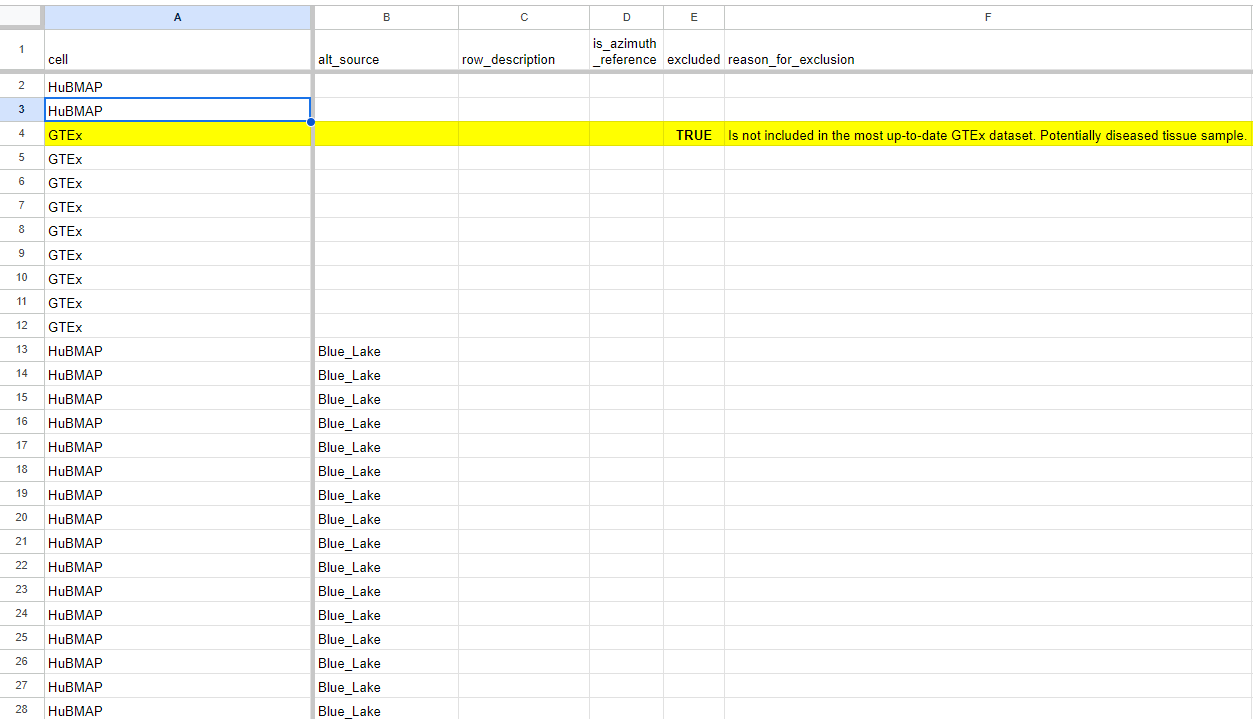 A B C D E F
1 cell alt_source row_description is_azimuth
_reference excluded reason_for_exclusion
2 HuBMAP
3 HuBMAP
4 GTEx TRUE Is not included in the most up-to-date GTEx dataset. Potentially diseased tissue sample.
5 GTEx
6 GTEx
7 GTEx
8 GTEx
9 GTEx
10 GTEx
11 GTEx
12 GTEx
13 HuBMAP Blue_Lake
14 HuBMAP Blue_Lake
15 HuBMAP Blue_Lake
16 HuBMAP Blue_Lake
17 HuBMAP Blue_Lake
18 HuBMAP Blue_Lake
19 HuBMAP Blue_Lake
20 HuBMAP Blue_Lake
21 HuBMAP Blue_Lake
22 HuBMAP Blue_Lake
23 HuBMAP Blue_Lake
24 HuBMAP Blue_Lake
25 HuBMAP Blue_Lake
26 HuBMAP Blue_Lake
27 HuBMAP Blue_Lake
28 HuBMAP Blue_Lake